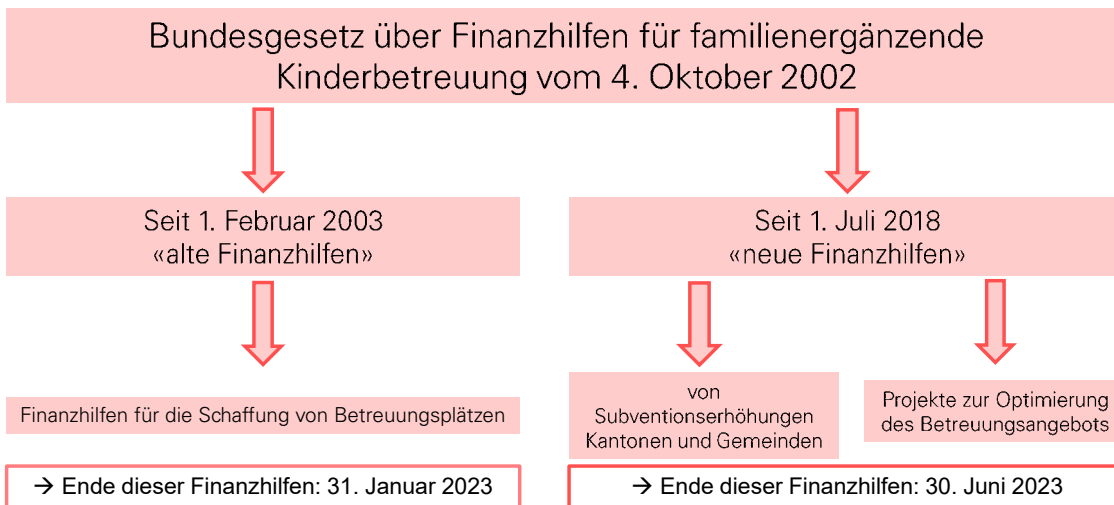 Bundesgesetz über Finanzhilfen für familienergänzende
Kinderbetreuung vom 4. Oktober 2002
Seit 1. Februar 2003
«alte Finanzhilfen»
Seit 1. Juli 2018
«neue Finanzhilfen»
Finanzhilfen für die Schaffung von Betreuungsplätzen
von
Subventionserhöhungen
Kantonen und Gemeinden
Projekte zur Optimierung
des Betreuungsangebots
→ Ende dieser Finanzhilfen: 31. Januar 2023
→ Ende dieser Finanzhilfen: 30. Juni 2023